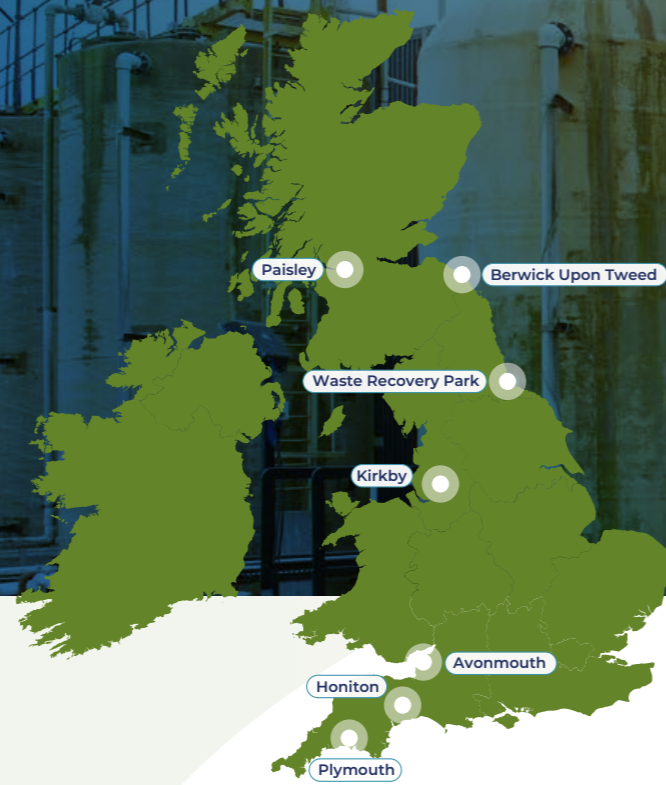 Paisley
Berwick Upon Tweed
Waste Recovery Park
Kirkby
Avonmouth
Honiton
Plymouth